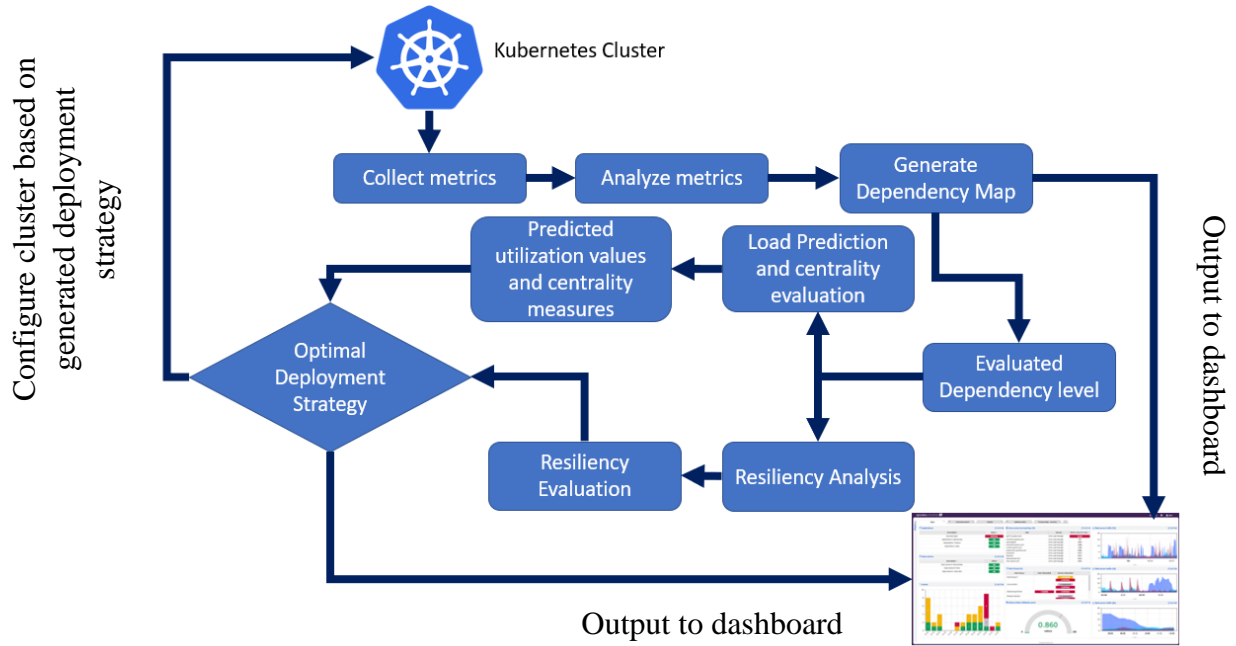 Kubernetes Cluster
Configure cluster based on
generated deployment
strategy
Collect metrics
Analyze metrics
Generate
Dependency Map
Predicted
utilization values
and centrality
measures
Load Prediction
and centrality
evaluation
Output to dashboard
Optimal
Deployment
Strategy
Evaluated
Dependency level
Resiliency
Evaluation
Resiliency Analysis
0.860
Output to dashboard